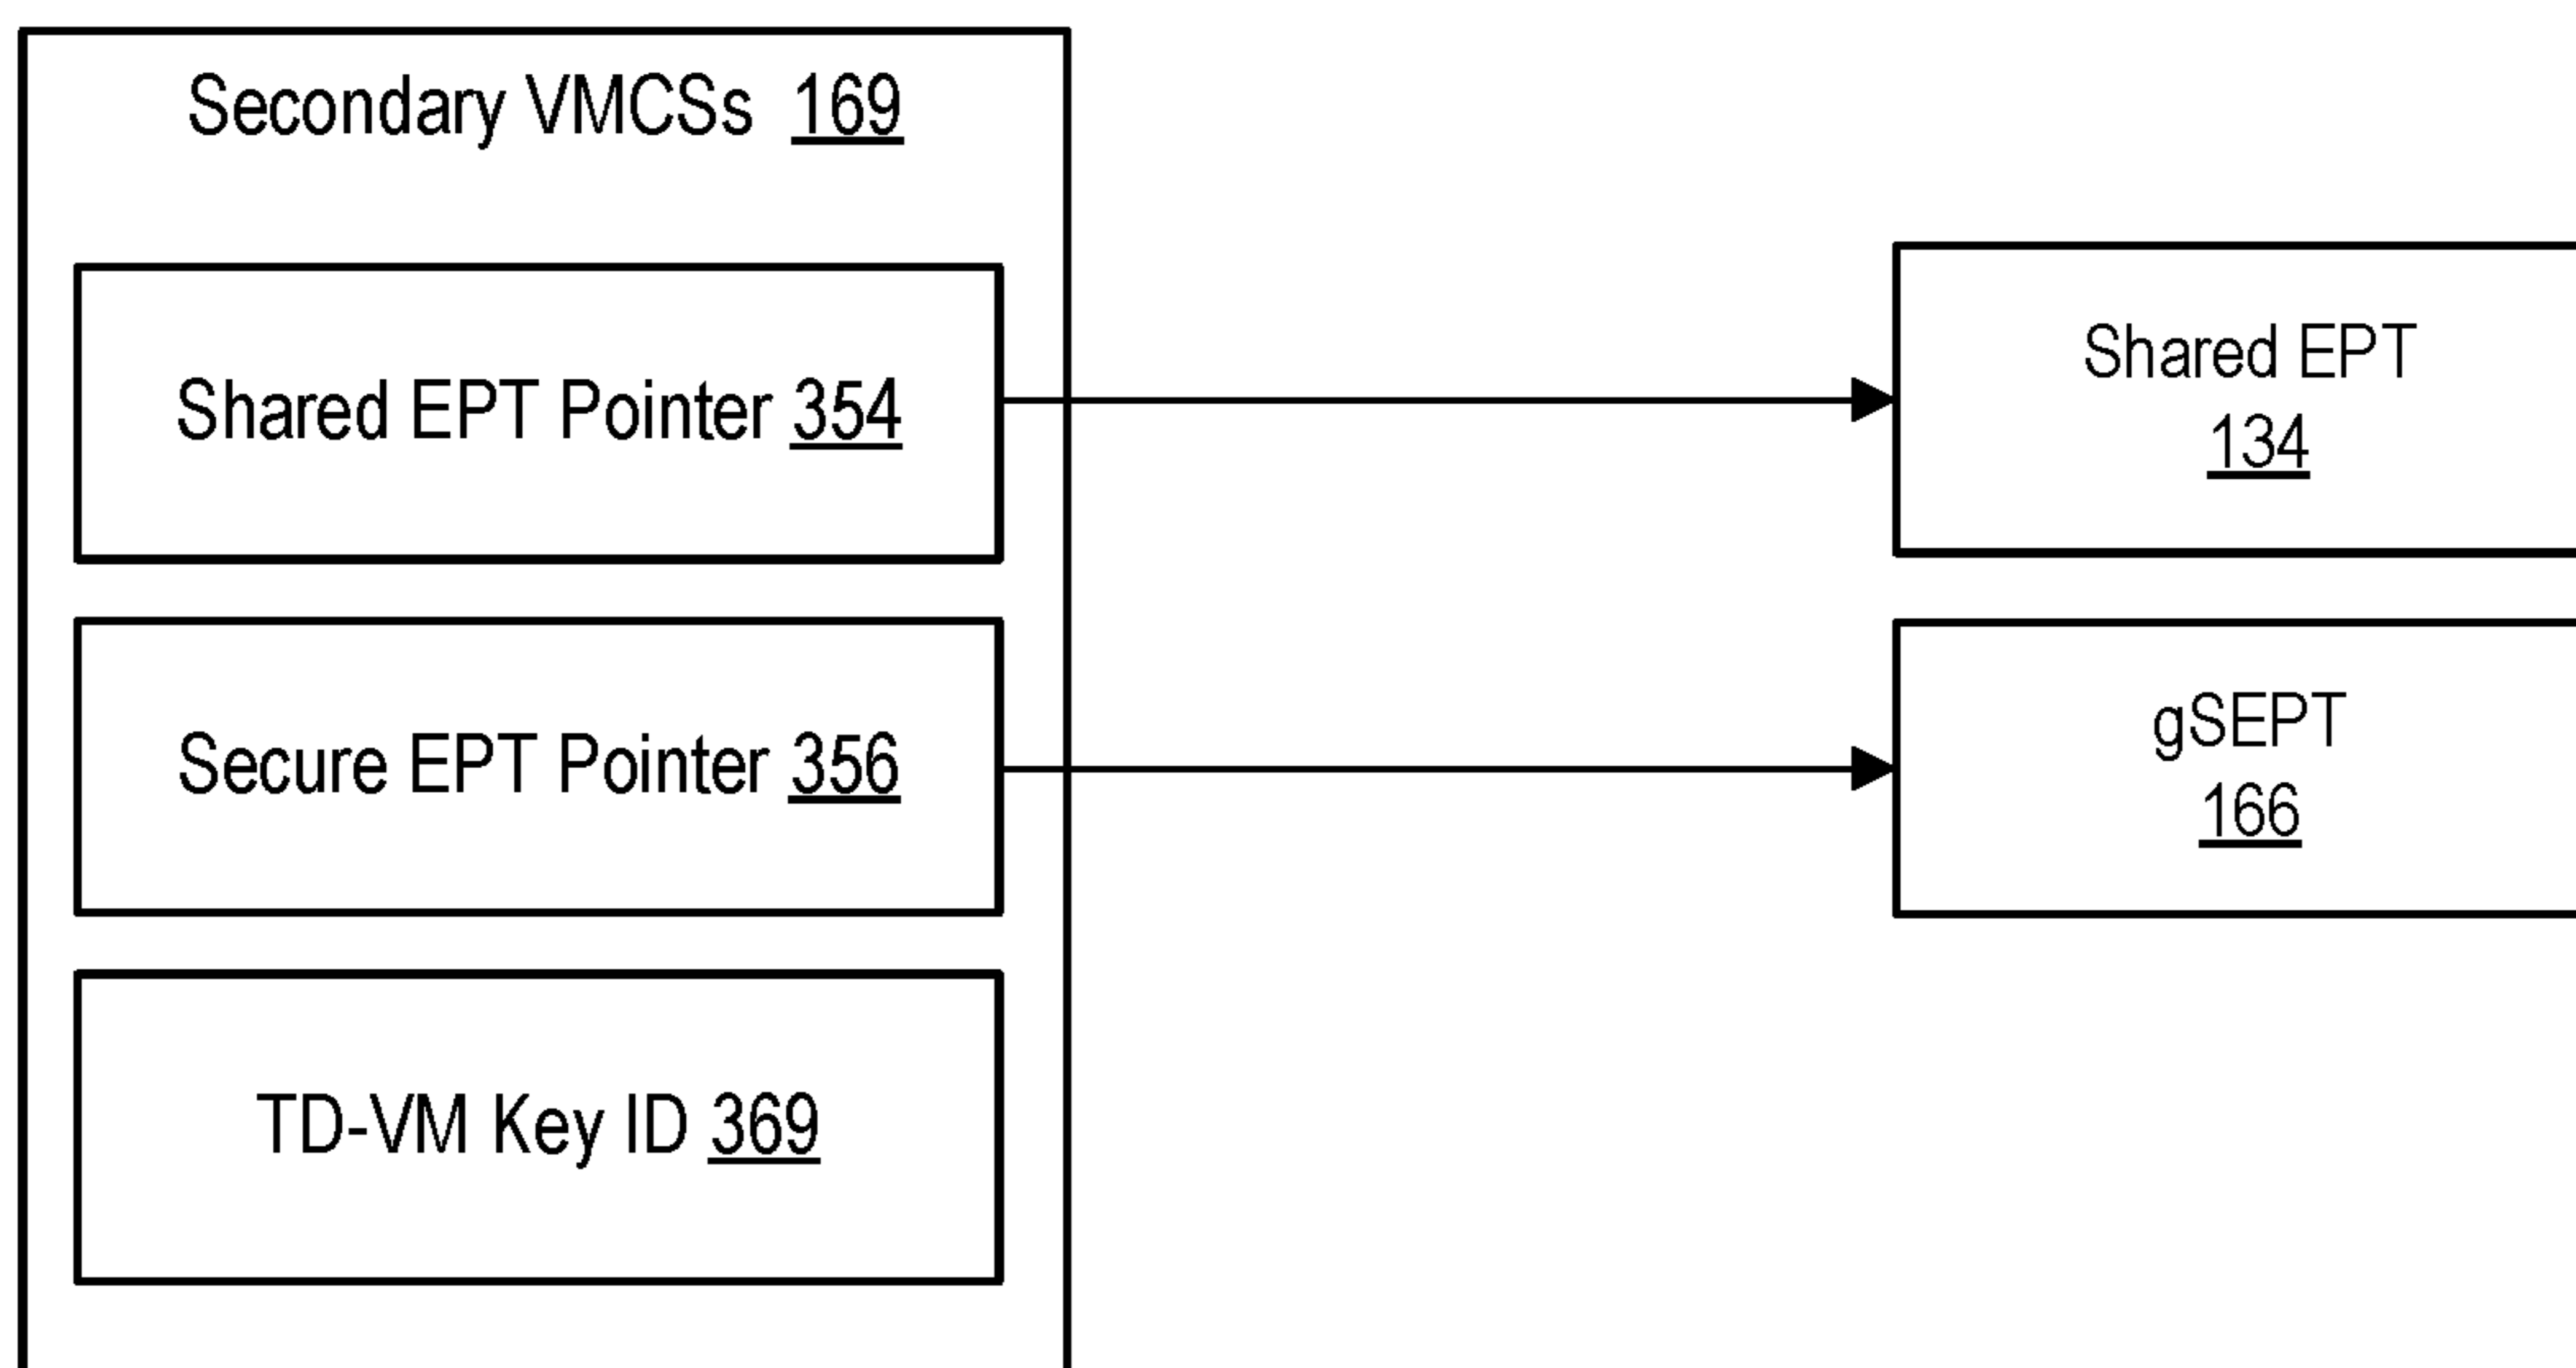 Secondary VMCSs 169
Shared EPT Pointer 354
Shared EPT
134
Secure EPT Pointer 356
gSEPT
166
TD-VM Key ID 369